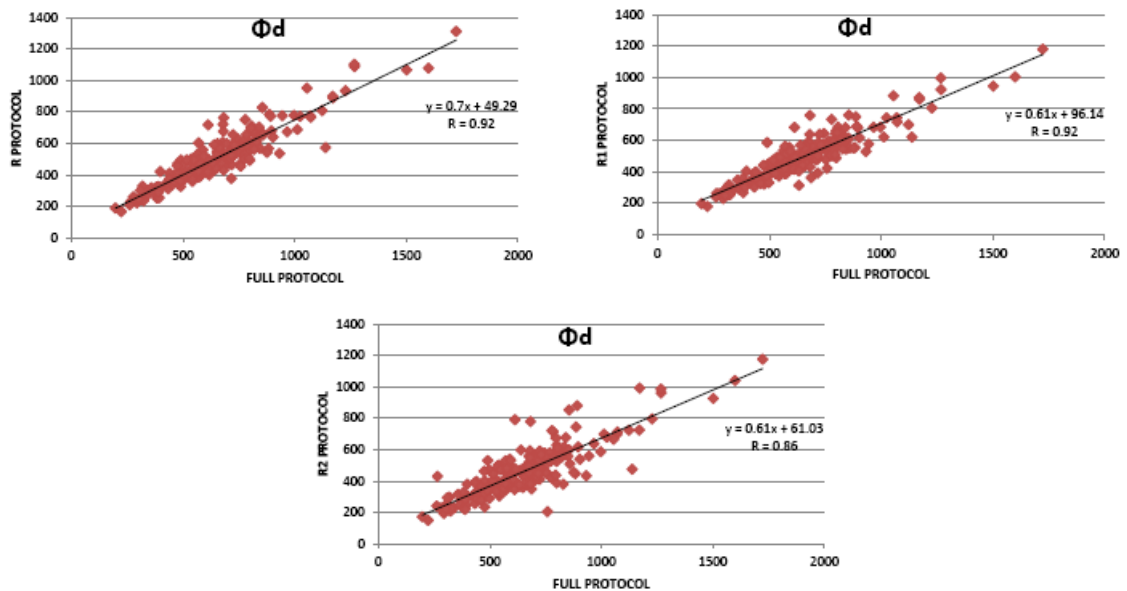 Φd
1400
1200
1000
800
600
400
200
0
R PROTOCOL
y = 0.7x + 49.29
R = 0.92
0 500 1000 1500 2000
FULL PROTOCOL
Φd
1400
1200
1000
800
600
400
200
0
R1 PROTOCOL
y = 0.61x + 96.14
R = 0.92
0 500 1000 1500 2000
FULL PROTOCOL
Φd
1400
1200
1000
800
600
400
200
0
R2 PROTOCOL
y = 0.61x + 61.03
R = 0.86
0 500 1000 1500 2000
FULL PROTOCOL